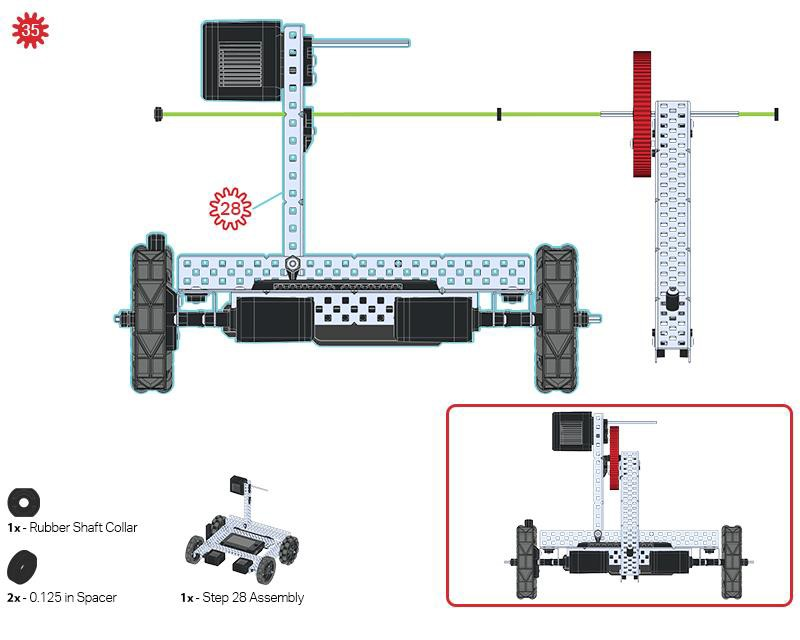 35
28
1x - Rubber Shaft Collar
2x - 0.125 in Spacer
1x - Step 28 Assembly